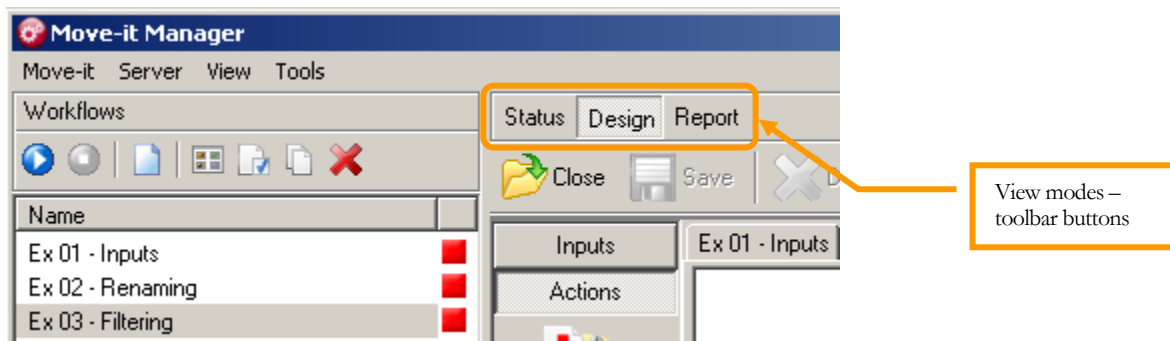 Move-it Manager
Move-it Server View Tools
Workflows
Status Design Report
Close Save D
Name
Inputs
Ex 01 - Inputs
Ex 01 - Inputs
Actions
Ex 02 - Renaming
Ex 03 - Filtering
View modes –
toolbar buttons